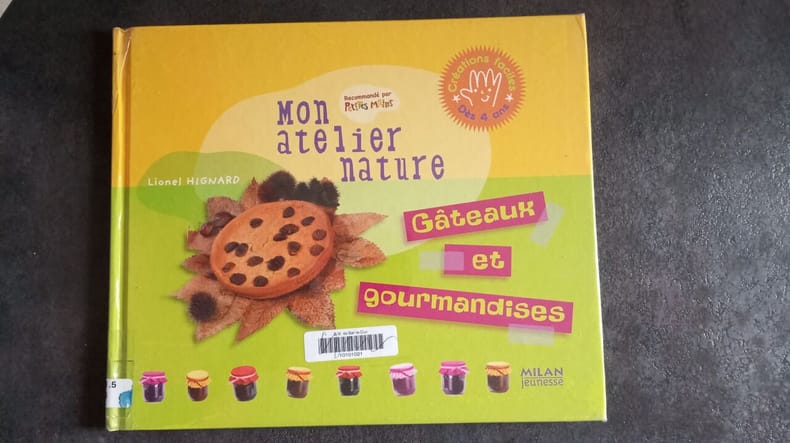 Créations faciles
Dès 4 ans
Recommandé par
Petites Mains
Mon
atelier
nature
Lionel HIGNARD
Gâteaux
et
gourmandises
.5
MILAN
jeunesse